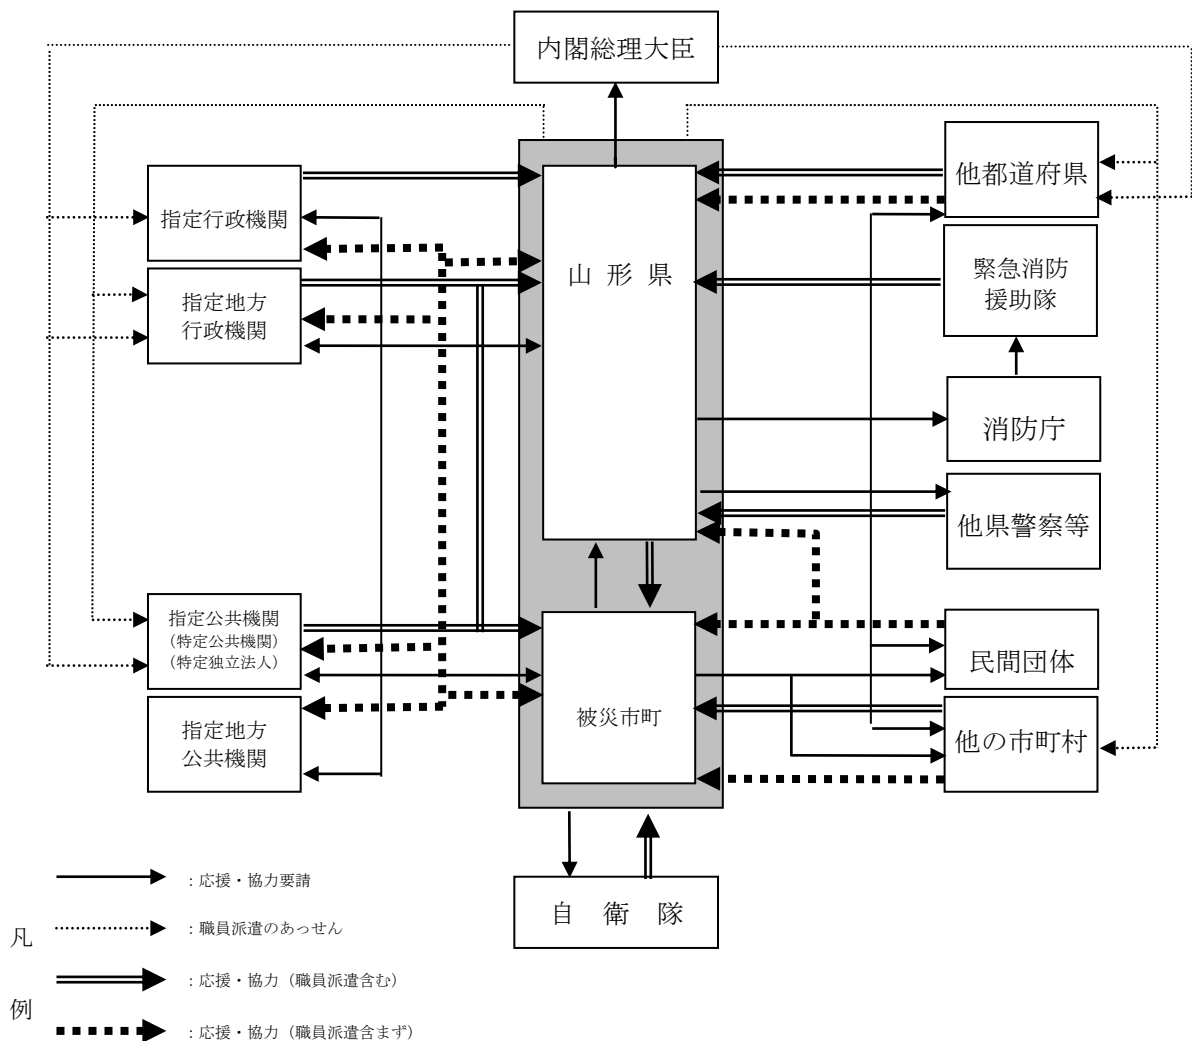 内閣総理大臣
指定行政機関
指定地方
行政機関
指定公共機関
（特定公共機関）
（特定独立法人）
指定地方
公共機関
山 形 県
被災市町
他都道府県
緊急消防
援助隊
消防庁
他県警察等
民間団体
他の市町村
自 衛 隊
凡
例
：応援・協力要請
：職員派遣のあっせん
：応援・協力（職員派遣含む）
：応援・協力（職員派遣含まず）